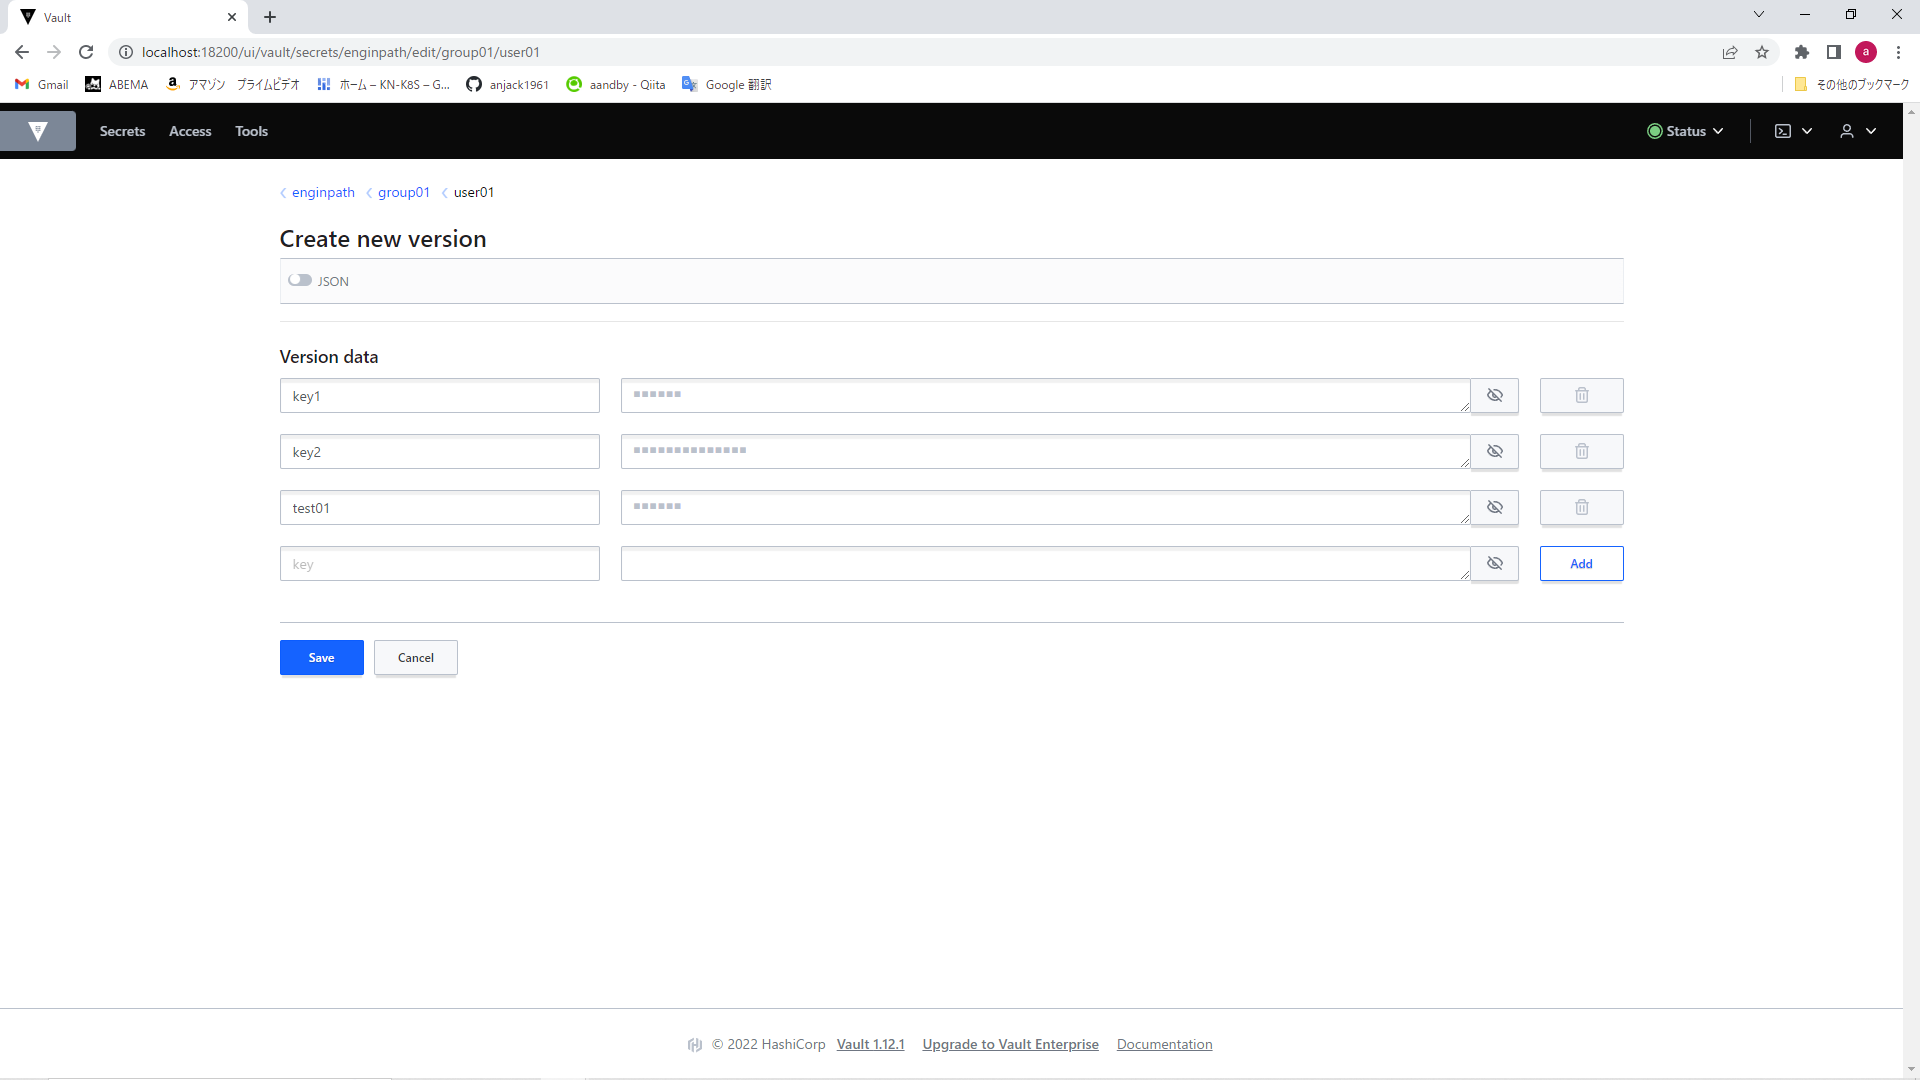 Vault
localhost:18200/ui/vault/secrets/enginpath/edit/group01/user01
a
Gmail ABEMA アマゾン プライムビデオ ホーム – KN-K8S – G... anjack1961 aandby - Qiita Google 翻訳 その他のブックマーク
Secrets Access Tools Status
enginpath group01 user01
Create new version
JSON
Version data
key1
key2
test01
key Add
Save Cancel
© 2022 HashiCorp Vault 1.12.1 Upgrade to Vault Enterprise Documentation